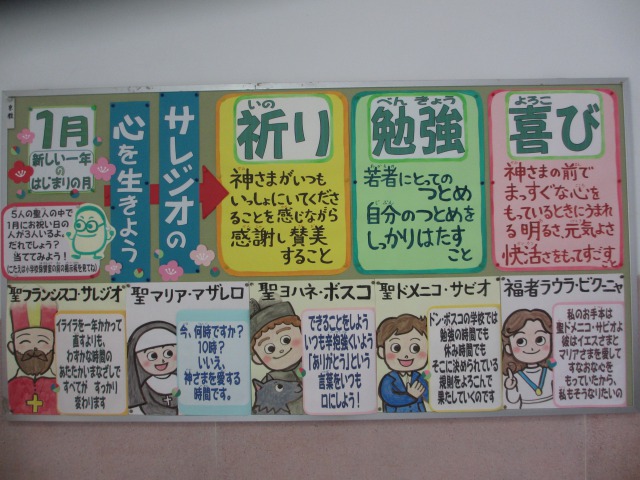 1月
新しい一年
の
はじまりの月
5人の聖人の中で
1月にお祝い日の
人が3人いるよ。
だれでしょう?
当ててみよう!
サレジオの
心を生きよう
いの
祈り
神さまがいつも
いっしょにいてくださ
ることを感じながら
感謝し賛美
すること
べんきょう
勉強
若者にとっての
つとめ
自分のつとめを
しっかりはたす
こと
よろこ
喜び
神さまの前で
まっすぐな心を
もっているときにうまれ
る明るさ、元気よさ
快活さをもってすごすこと
聖フランシスコ・サレジオ
イライラを一年かかって
直すよりも、
わずかな時間の
あたたかいまなざしで
すべてが すっかり
変わります
聖マリア・マザレロ
今、何時ですか?
10時?
いいえ、
神さまを愛する
時間です。
聖ヨハネ・ボスコ
できることをしよう
いつも辛抱強くいよう
「ありがとう」という
言葉をいつも
口にしよう!
聖ドメニコ・サビオ
ドン・ボスコの学校では
勉強の時間でも
休み時間でも
そこに決められている
規則をよろこんで
果たしていくのです
福者ラウラ・ビクーニャ
私のお手本は
聖ドメニコ・サビオよ
彼はイエスさまと
マリアさまを愛して
すなおな心を
もっていたから、
私もそうなりたいの